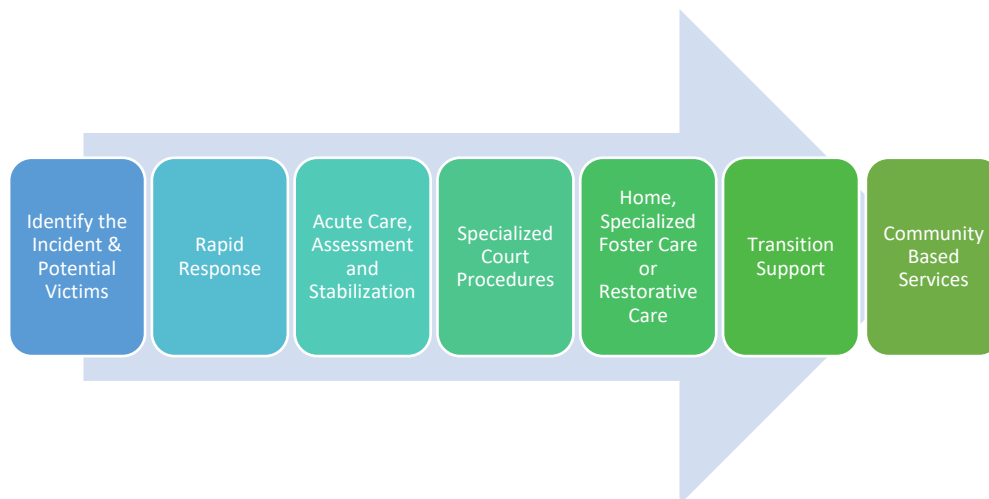 Identify the
Incident &
Potential
Victims
Rapid
Response
Acute Care,
Assessment
and
Stabilization
Specialized
Court
Procedures
Home,
Specialized
Foster Care
or
Restorative
Care
Transition
Support
Community
Based
Services